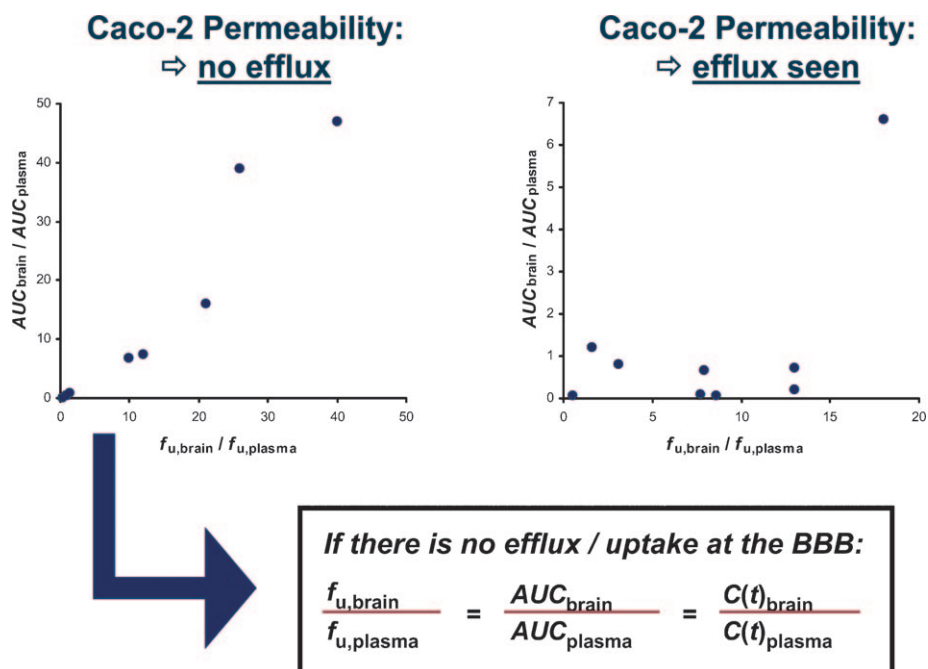 Caco-2 Permeability:
⇨ no efflux
50
40
30
20
10
0
0
10
20
30
40
50
AUCbrain / AUCplasma
fu,brain / fu,plasma
Caco-2 Permeability:
⇨ efflux seen
7
6
5
4
3
2
1
0
0
5
10
15
20
AUCbrain / AUCplasma
fu,brain / fu,plasma
If there is no efflux / uptake at the BBB:
fu,brain / fu,plasma = AUCbrain / AUCplasma = C(t)brain / C(t)plasma